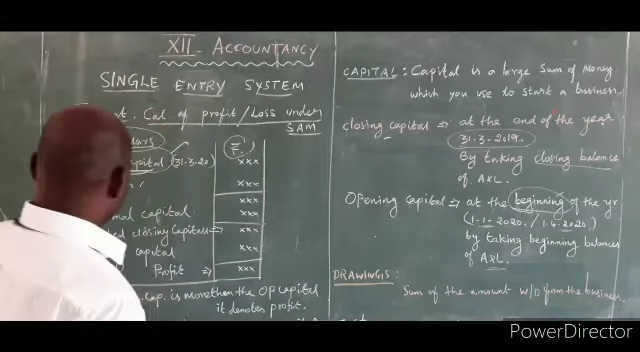 XII - ACCOUNTANCY
SINGLE ENTRY SYSTEM
Cal. of profit/Loss under
SAM
₹.
(31.3.20) xxx
xxx
xxx
capital xxx
closing capital ⇒ xxx
capital xxx
Profit ⇒ xxx
Cap. is more than the Op Capital
it denotes profit.
CAPITAL : Capital is a large sum of money
which you use to start a business.
closing capital ⇒ at the end of the year
31.3.2019.
By taking closing balance
of A&L.
Opening Capital ⇒ at the beginning of the yr
(1.1.2020. / 1.4.2020)
by taking beginning balances
of A&L.
DRAWINGS :
Sum of the amount w/D from the business.
PowerDirector